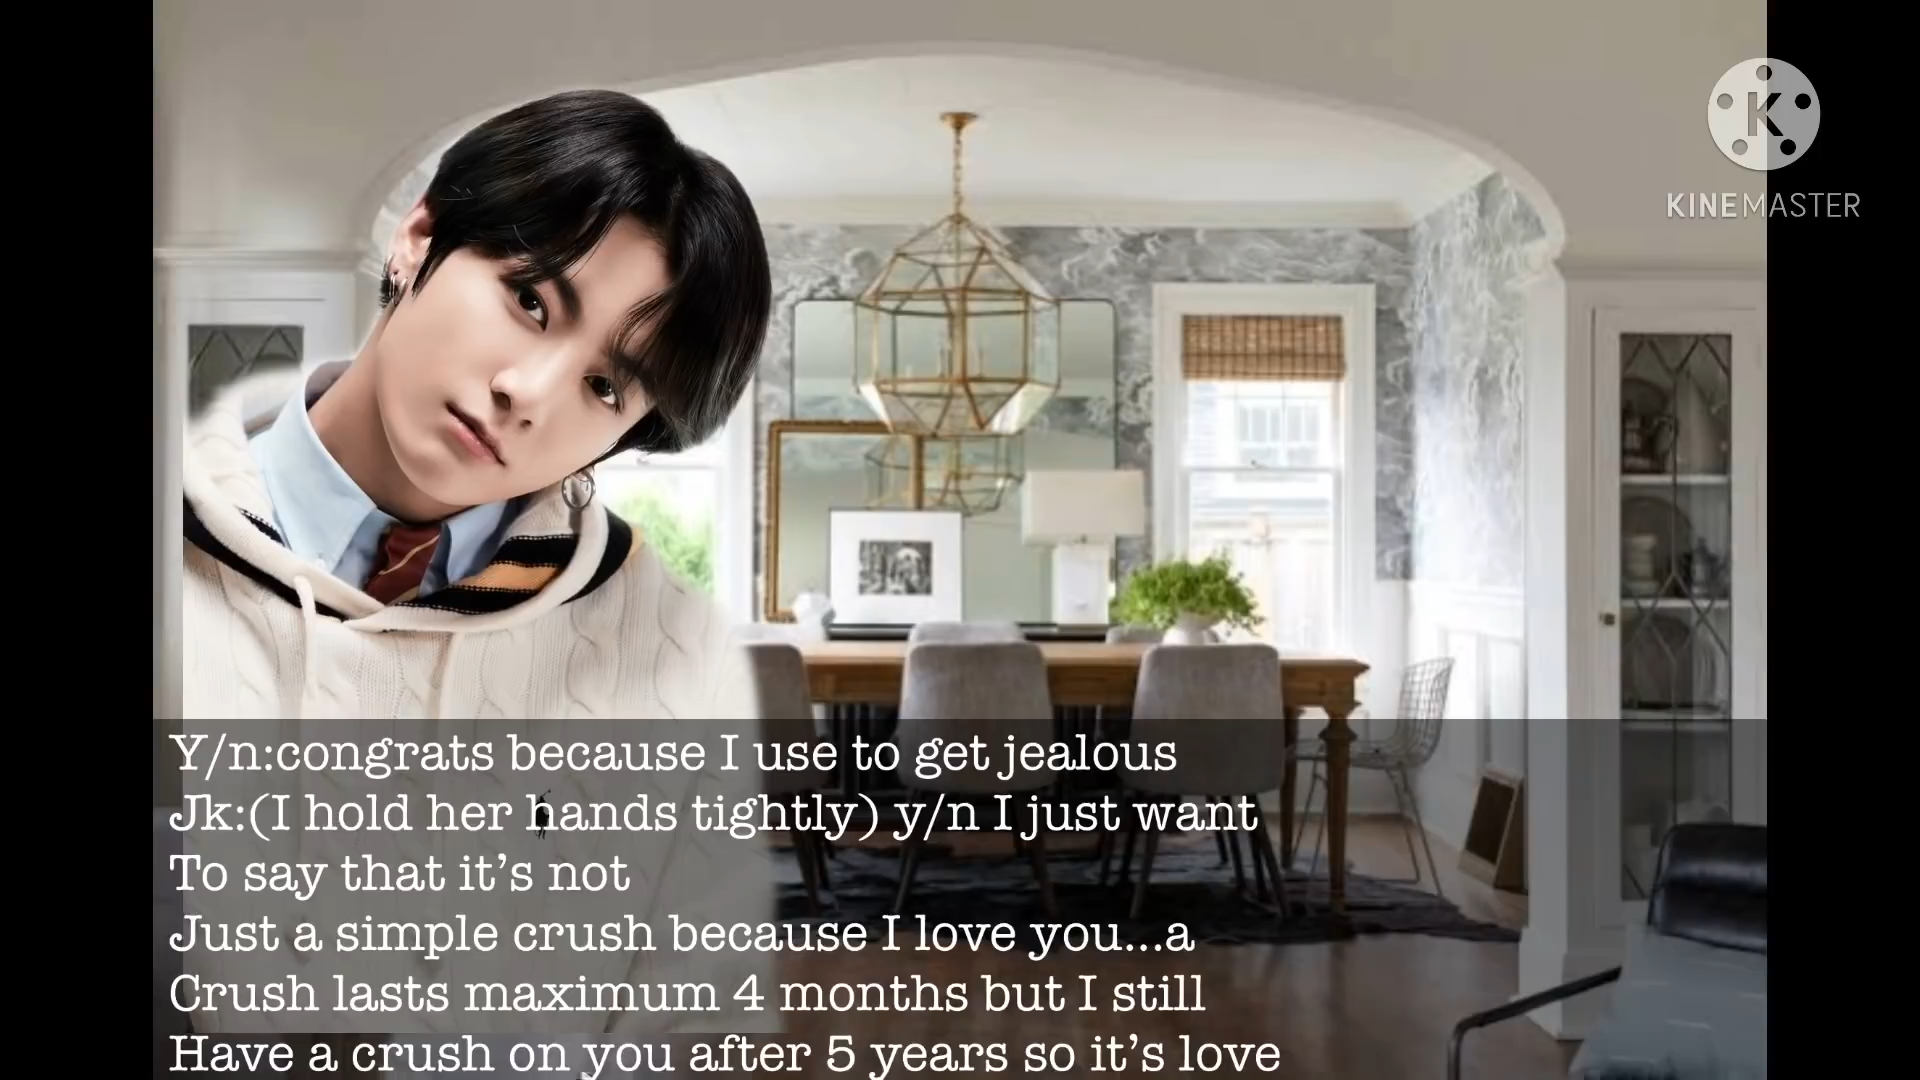 KINEMASTER
Y/n:congrats because I use to get jealous
Jk:(I hold her hands tightly) y/n I just want
To say that it's not
Just a simple crush because I love you...a
Crush lasts maximum 4 months but I still
Have a crush on you after 5 years so it's love